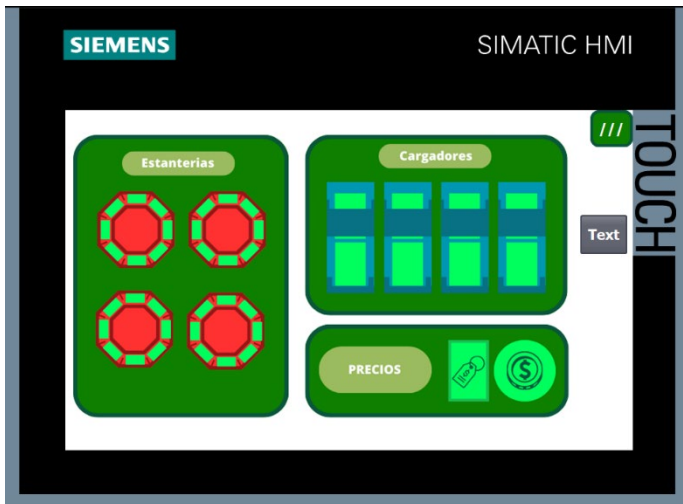 SIEMENS
SIMATIC HMI
TOUCH
///
Estanterias
Cargadores
Text
PRECIOS
$